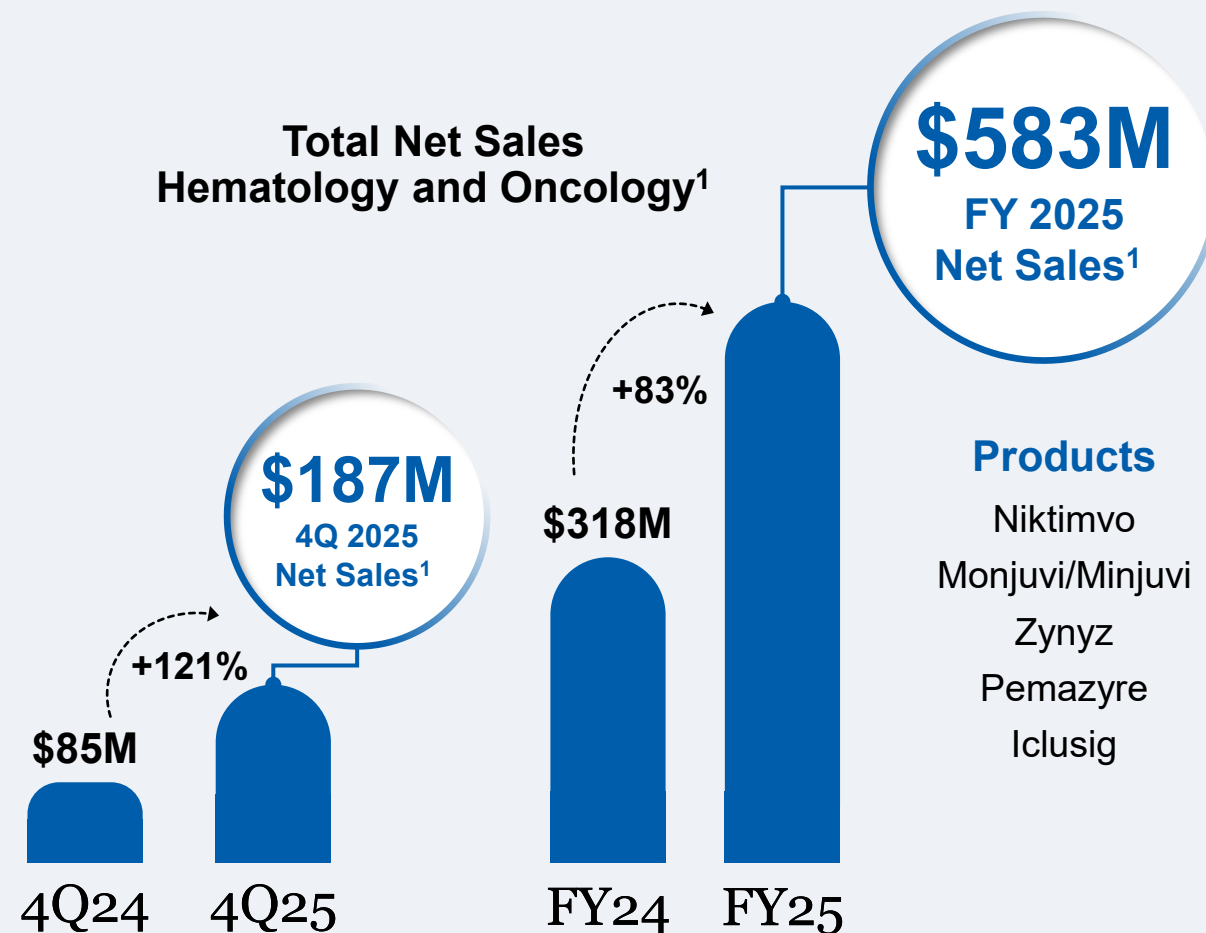 Total Net Sales
Hematology and Oncology¹
$583M
FY 2025
Net Sales¹
+83%
$187M
4Q 2025
Net Sales¹
$318M
+121%
$85M
Products
Niktimvo
Monjuvi/Minjuvi
Zynyz
Pemazyre
Iclusig
4Q24
4Q25
FY24
FY25